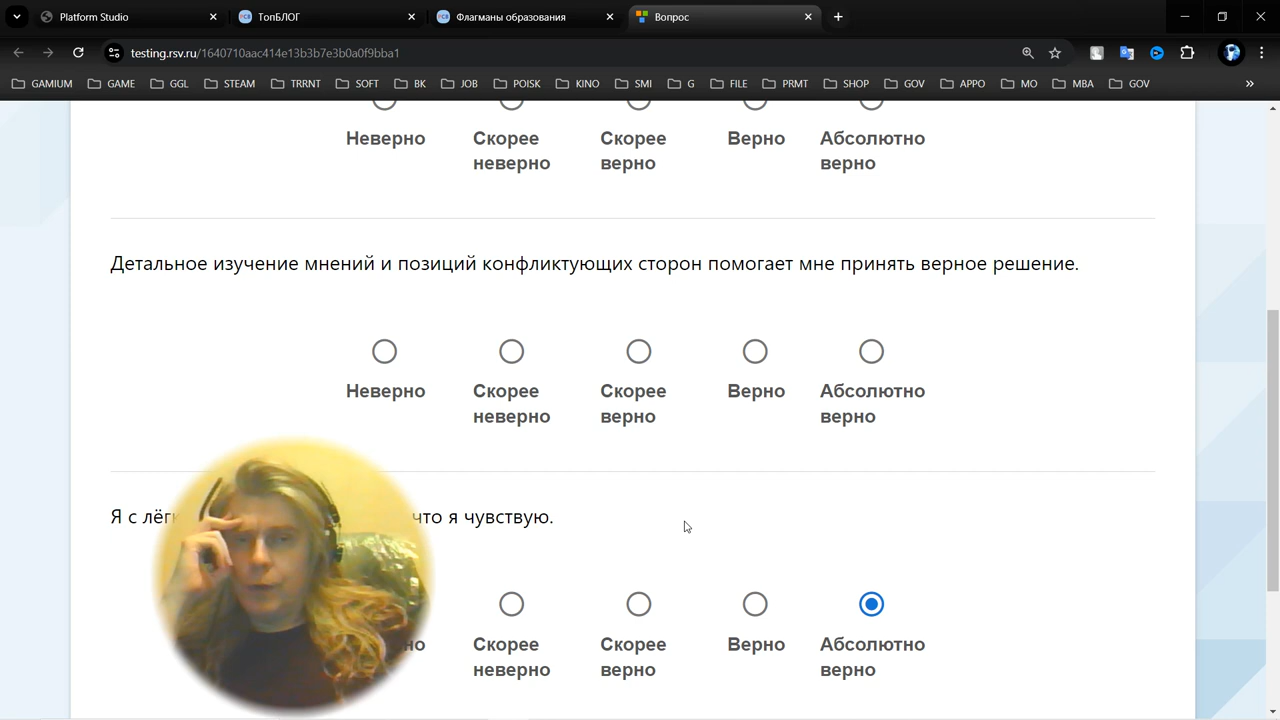 Platform Studio
ТопБЛОГ
Флагманы образования
Вопрос
testing.rsv.ru/1640710aac414e13b3b7e3b0a0f9bba1
GAMIUM GAME GGL STEAM TRRNT SOFT BK JOB POISK KINO SMI G FILE PRMT SHOP GOV APPO MO MBA GOV
Неверно Скорее неверно Скорее верно Верно Абсолютно верно
Детальное изучение мнений и позиций конфликтующих сторон помогает мне принять верное решение.
Неверно Скорее неверно Скорее верно Верно Абсолютно верно
Я с что я чувствую.
Скорее неверно Скорее верно Верно Абсолютно верно